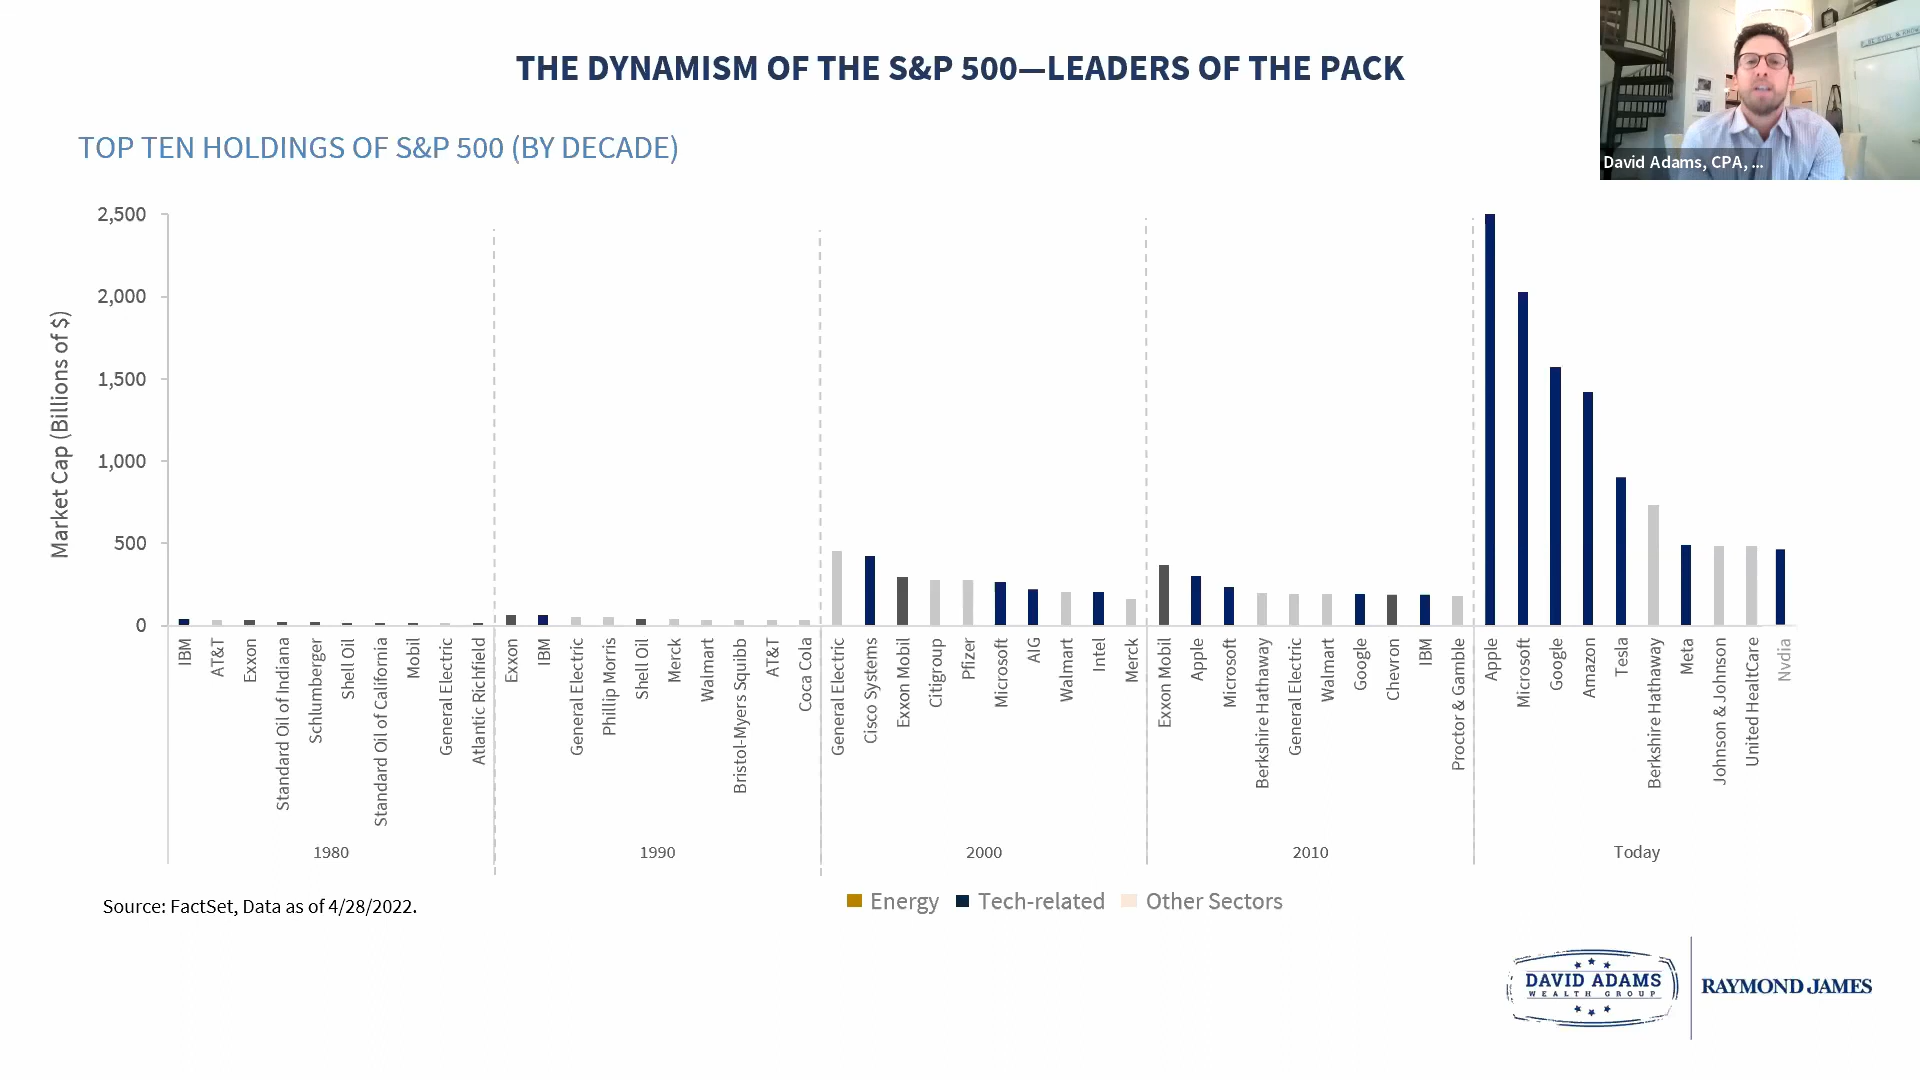 THE DYNAMISM OF THE S&P 500—LEADERS OF THE PACK
David Adams, CPA, ...
TOP TEN HOLDINGS OF S&P 500 (BY DECADE)
Market Cap (Billions of $)
2,500
2,000
1,500
1,000
500
0
IBM
AT&T
Exxon
Standard Oil of Indiana
Schlumberger
Shell Oil
Standard Oil of California
Mobil
General Electric
Atlantic Richfield
Exxon
IBM
General Electric
Phillip Morris
Shell Oil
Merck
Walmart
Bristol-Myers Squibb
AT&T
Coca Cola
General Electric
Cisco Systems
Exxon Mobil
Citigroup
Pfizer
Microsoft
AIG
Walmart
Intel
Merck
Exxon Mobil
Apple
Microsoft
Berkshire Hathaway
General Electric
Walmart
Google
Chevron
IBM
Proctor & Gamble
Apple
Microsoft
Google
Amazon
Tesla
Berkshire Hathaway
Meta
Johnson & Johnson
United HealtCare
Nvdia
1980
1990
2000
2010
Today
Energy
Tech-related
Other Sectors
Source: FactSet, Data as of 4/28/2022.
DAVID ADAMS
WEALTH GROUP
RAYMOND JAMES